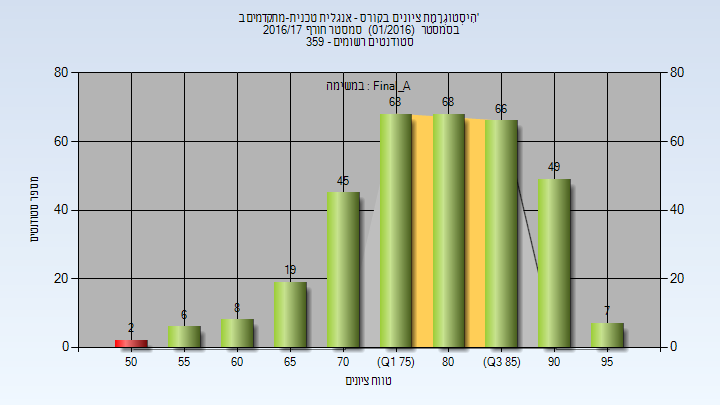 הִיסְטוֹגְרָמַת ציונים בקורס - אנגלית טכנית-מתקדמים ב'
בסמסטר (01/2016) סמסטר חורף 2016/17
סטודנטים רשומים - 359
במשימה : Final_A
80 80
60 60
40 40
20 20
0 0
מספר סטודנטים
2 6 8 19 45 68 68 66 49 7
50 55 60 65 70 (Q1 75) 80 (Q3 85) 90 95
טווח ציונים